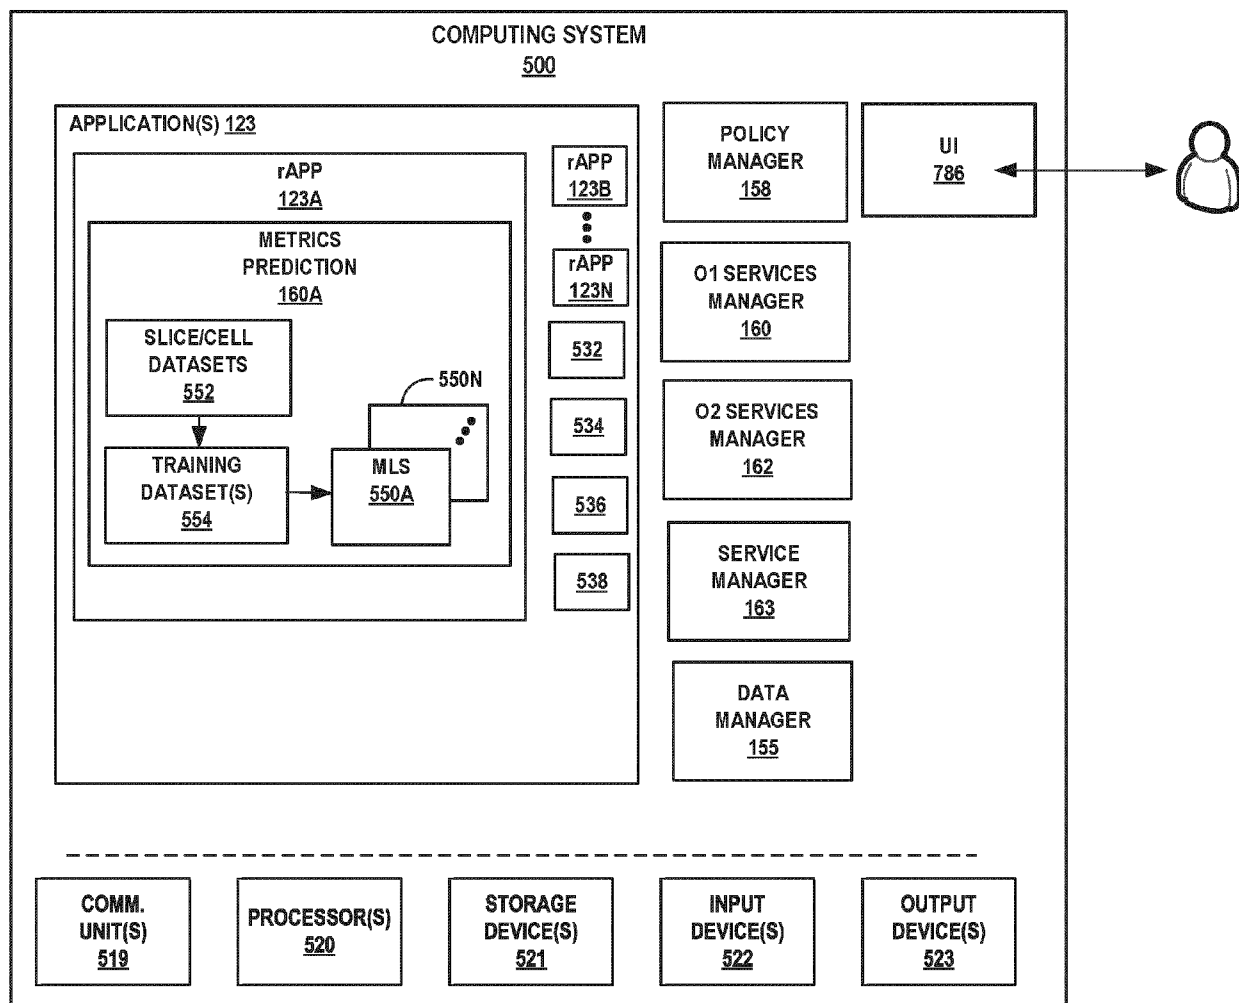 COMPUTING SYSTEM
500
APPLICATION(S) 123
rAPP
123A
METRICS
PREDICTION
160A
SLICE/CELL
DATASETS
552
TRAINING
DATASET(S)
554
550N
MLS
550A
rAPP
123B
rAPP
123N
532
534
536
538
POLICY
MANAGER
158
UI
786
O1 SERVICES
MANAGER
160
O2 SERVICES
MANAGER
162
SERVICE
MANAGER
163
DATA
MANAGER
155
COMM.
UNIT(S)
519
PROCESSOR(S)
520
STORAGE
DEVICE(S)
521
INPUT
DEVICE(S)
522
OUTPUT
DEVICE(S)
523